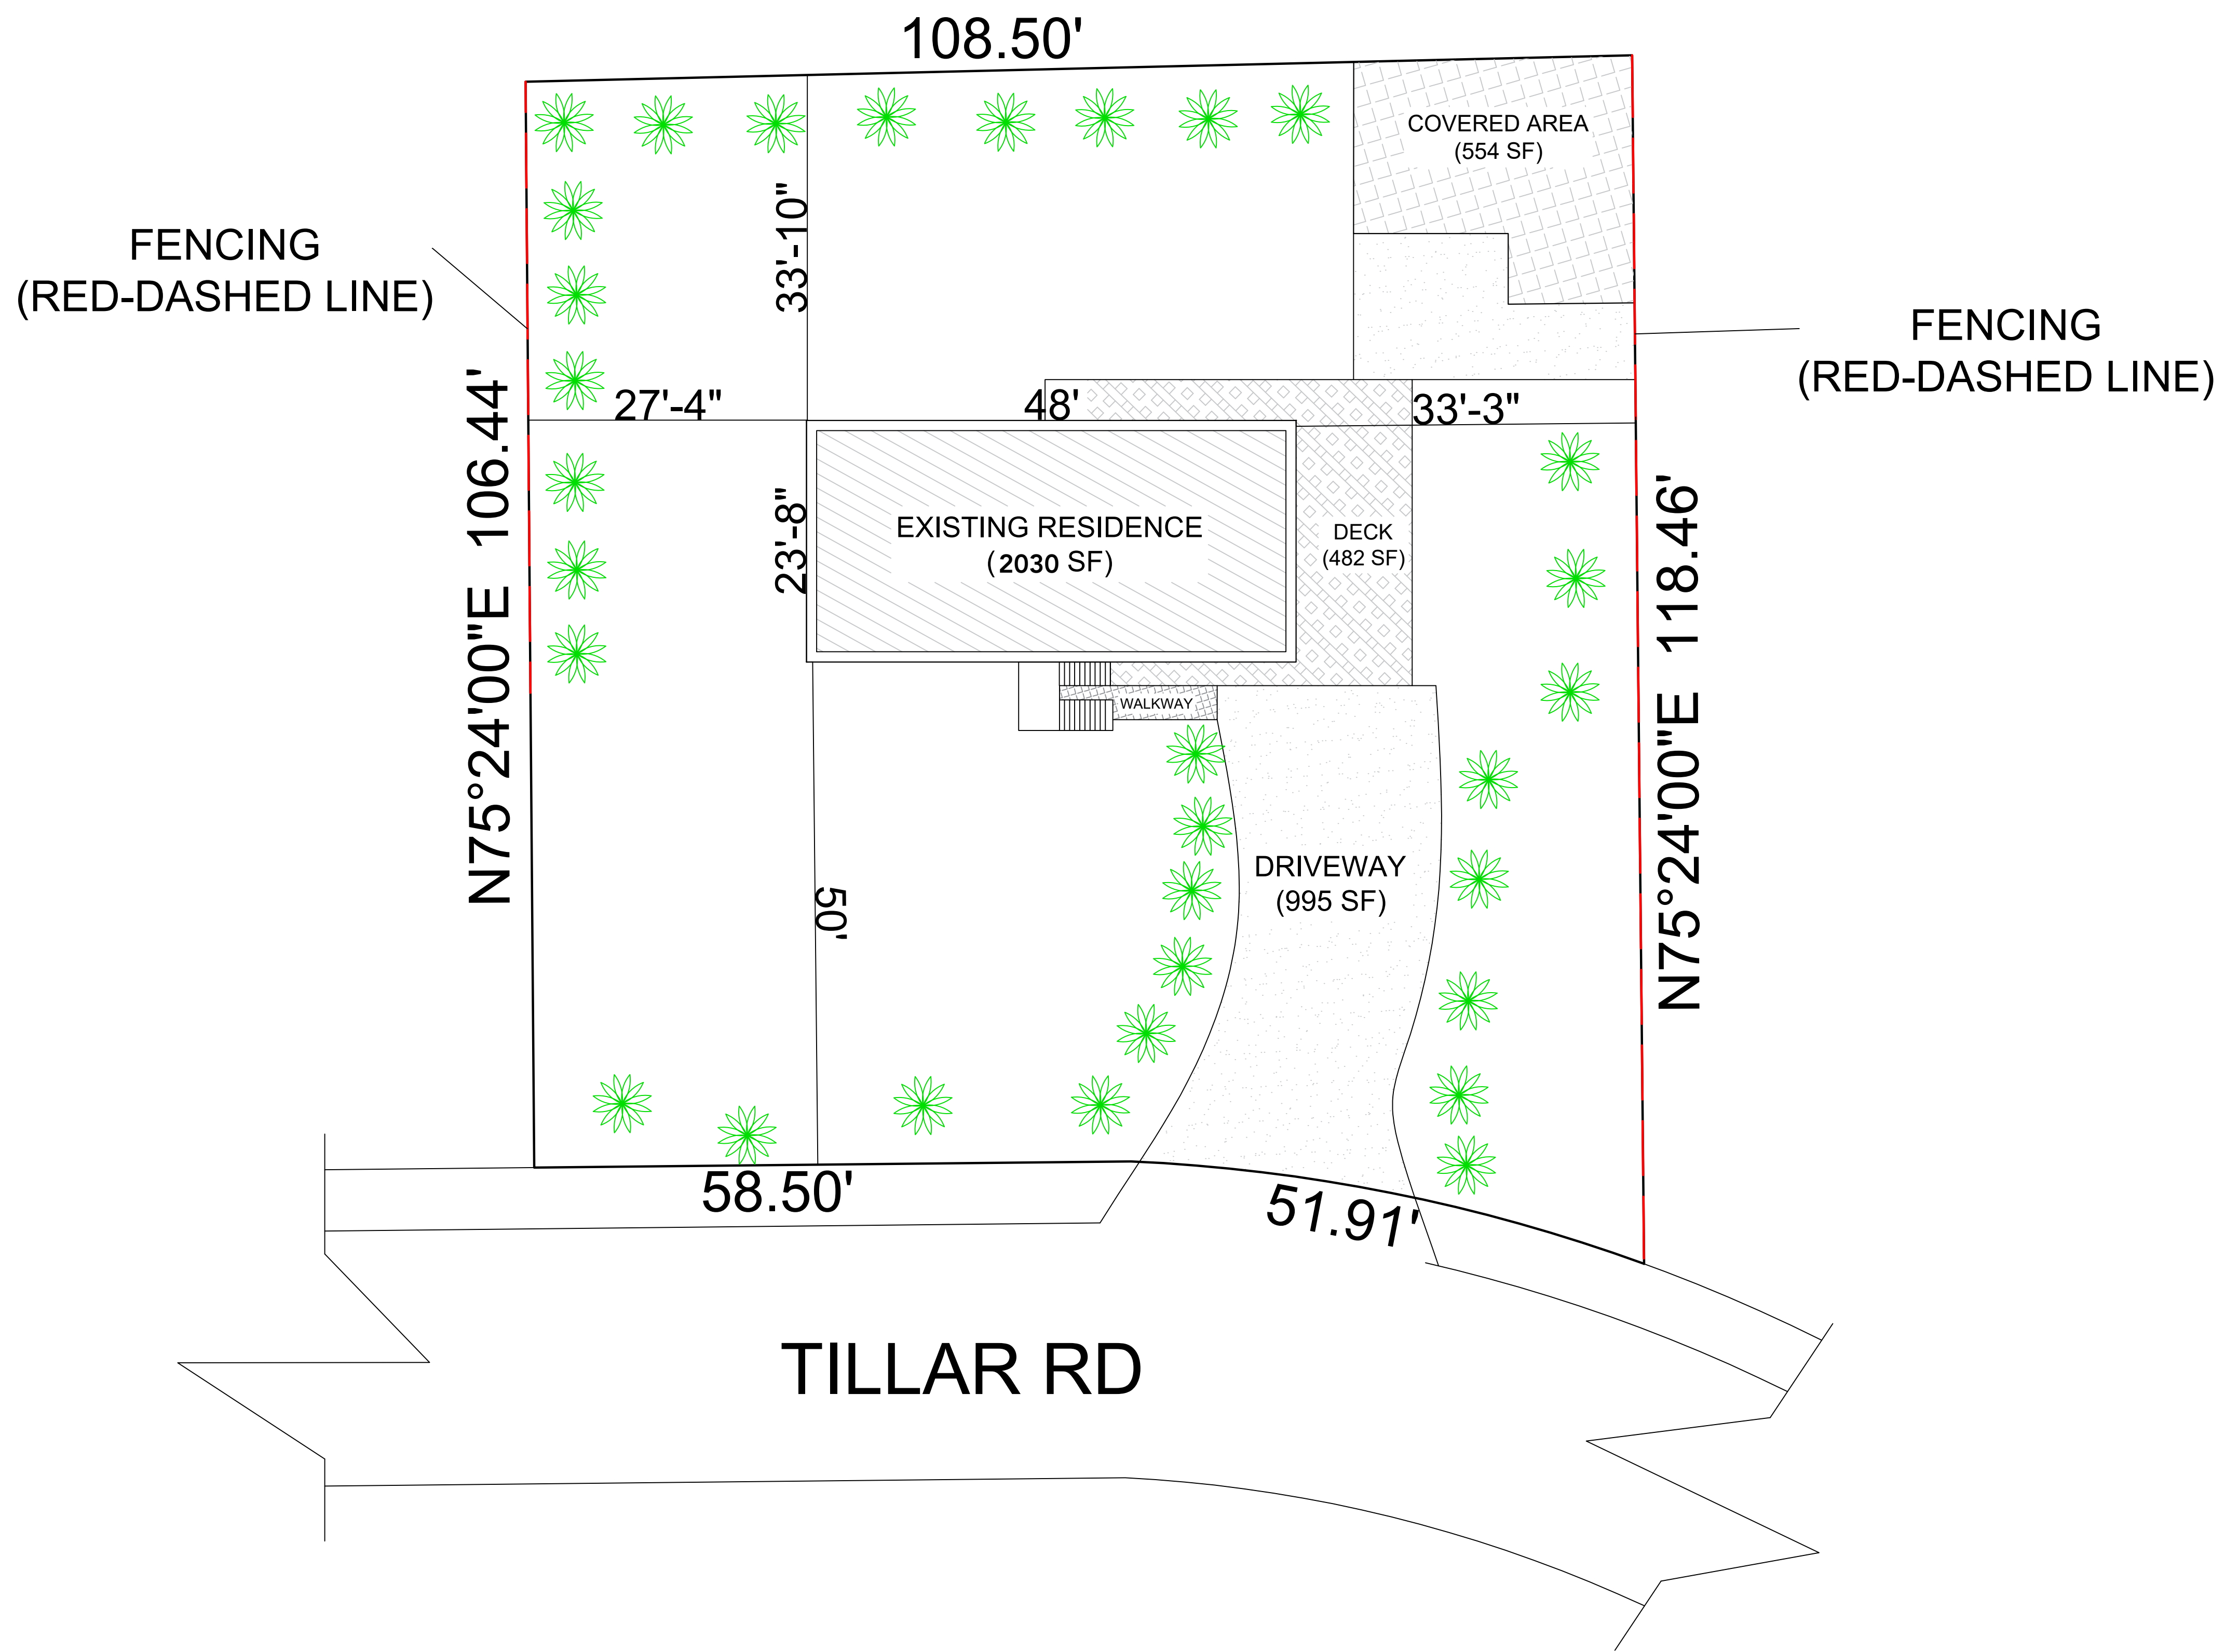 108.50'
COVERED AREA
(554 SF)
33'-10"
FENCING
(RED-DASHED LINE)
FENCING
(RED-DASHED LINE)
27'-4"
48'
33'-3"
N75°24'00"E 106.44'
23'-8"
EXISTING RESIDENCE
(2030 SF)
DECK
(482 SF)
N75°24'00"E 118.46'
WALKWAY
50'
DRIVEWAY
(995 SF)
58.50'
51.91'
TILLAR RD